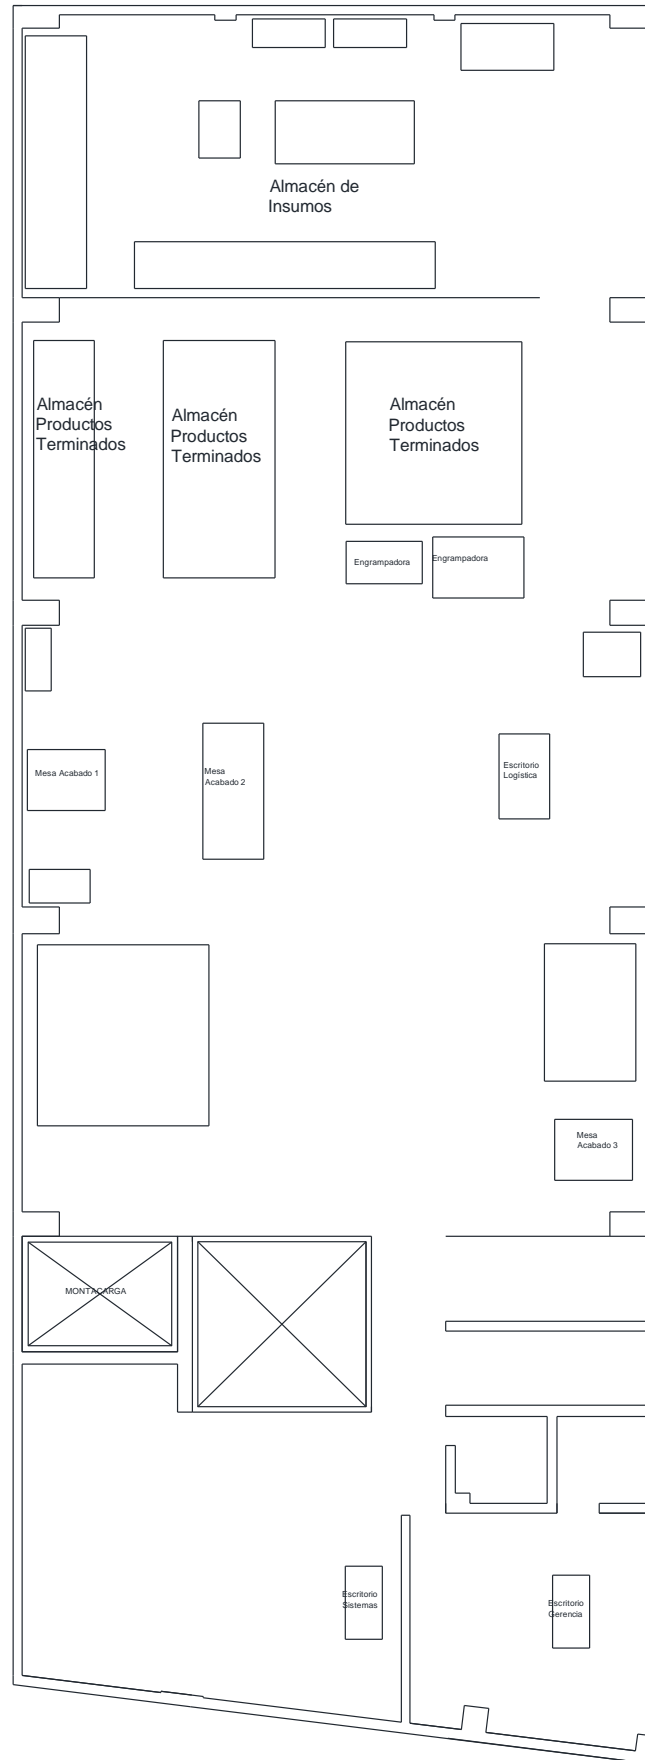 Almacén de
Insumos
Almacén
Productos
Terminados
Almacén
Productos
Terminados
Almacén
Productos
Terminados
Engrampadora
Engrampadora
Mesa Acabado 1
Mesa
Acabado 2
Escritorio
Logística
Mesa
Acabado 3
MONTACARGA
Escritorio
Sistemas
Escritorio
Gerencia